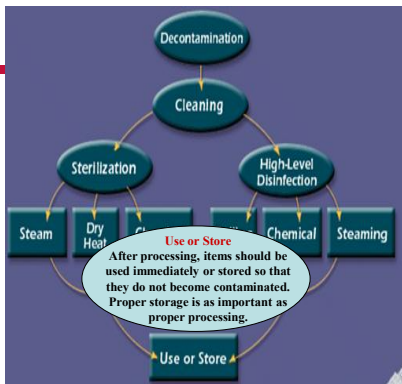 Decontamination
Cleaning
Sterilization
High-Level
Disinfection
Steam
Dry
Heat
Chemical
Steaming
Use or Store
After processing, items should be
used immediately or stored so that
they do not become contaminated.
Proper storage is as important as
proper processing.
Use or Store